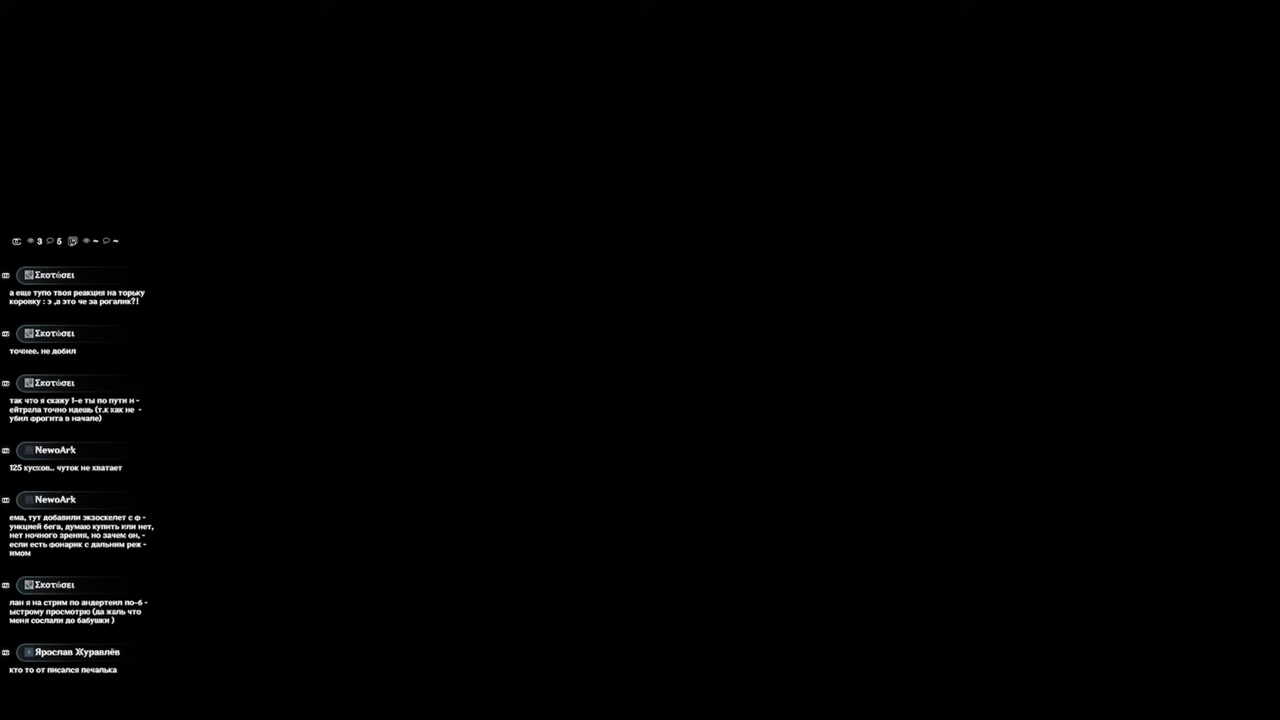 3 5 ~ ~
Σκοτώσει
а еще тупо твоя реакция на торьку
коровку : э ,а это че за рогалик?!
Σκοτώσει
точнее. не добил
Σκοτώσει
так что я скажу 1-е ты по пути н -
ейтрала точно идешь (т.к как не -
убил фрогита в начале)
NewoArk
125 кусков.. чуток не хватает
NewoArk
ема, тут добавили экзоскелет с ф -
ункцией бега, думаю купить или нет,
нет ночного зрения, но зачем он, -
если есть фонарик с дальним реж -
имом
Σκοτώσει
лан я на стрим по андертеил по-б -
ыстрому просмотрю (да жаль что
меня сослали до бабушки )
Ярослав Журавлёв
кто то от писался печалька